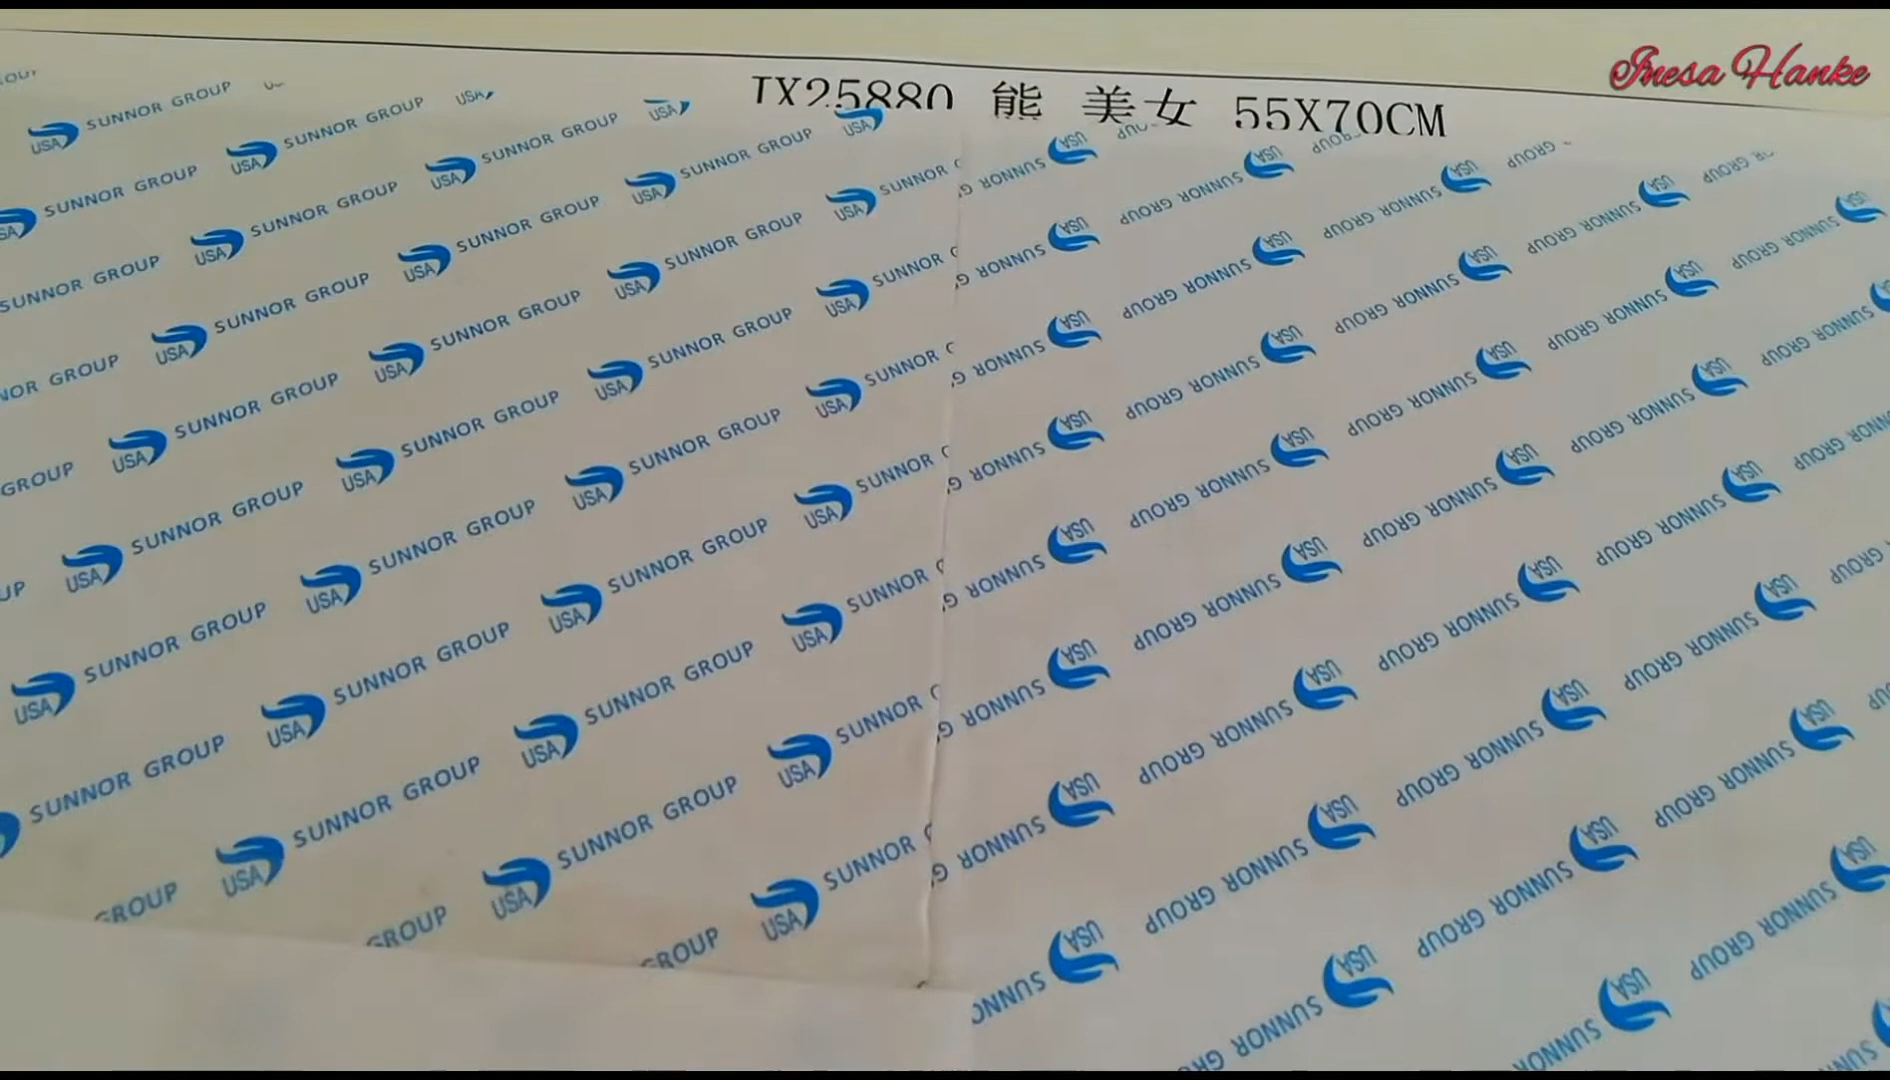 Inesa Hanke
TX25880 能 美女 55X70CM
SUNNOR GROUP
USA